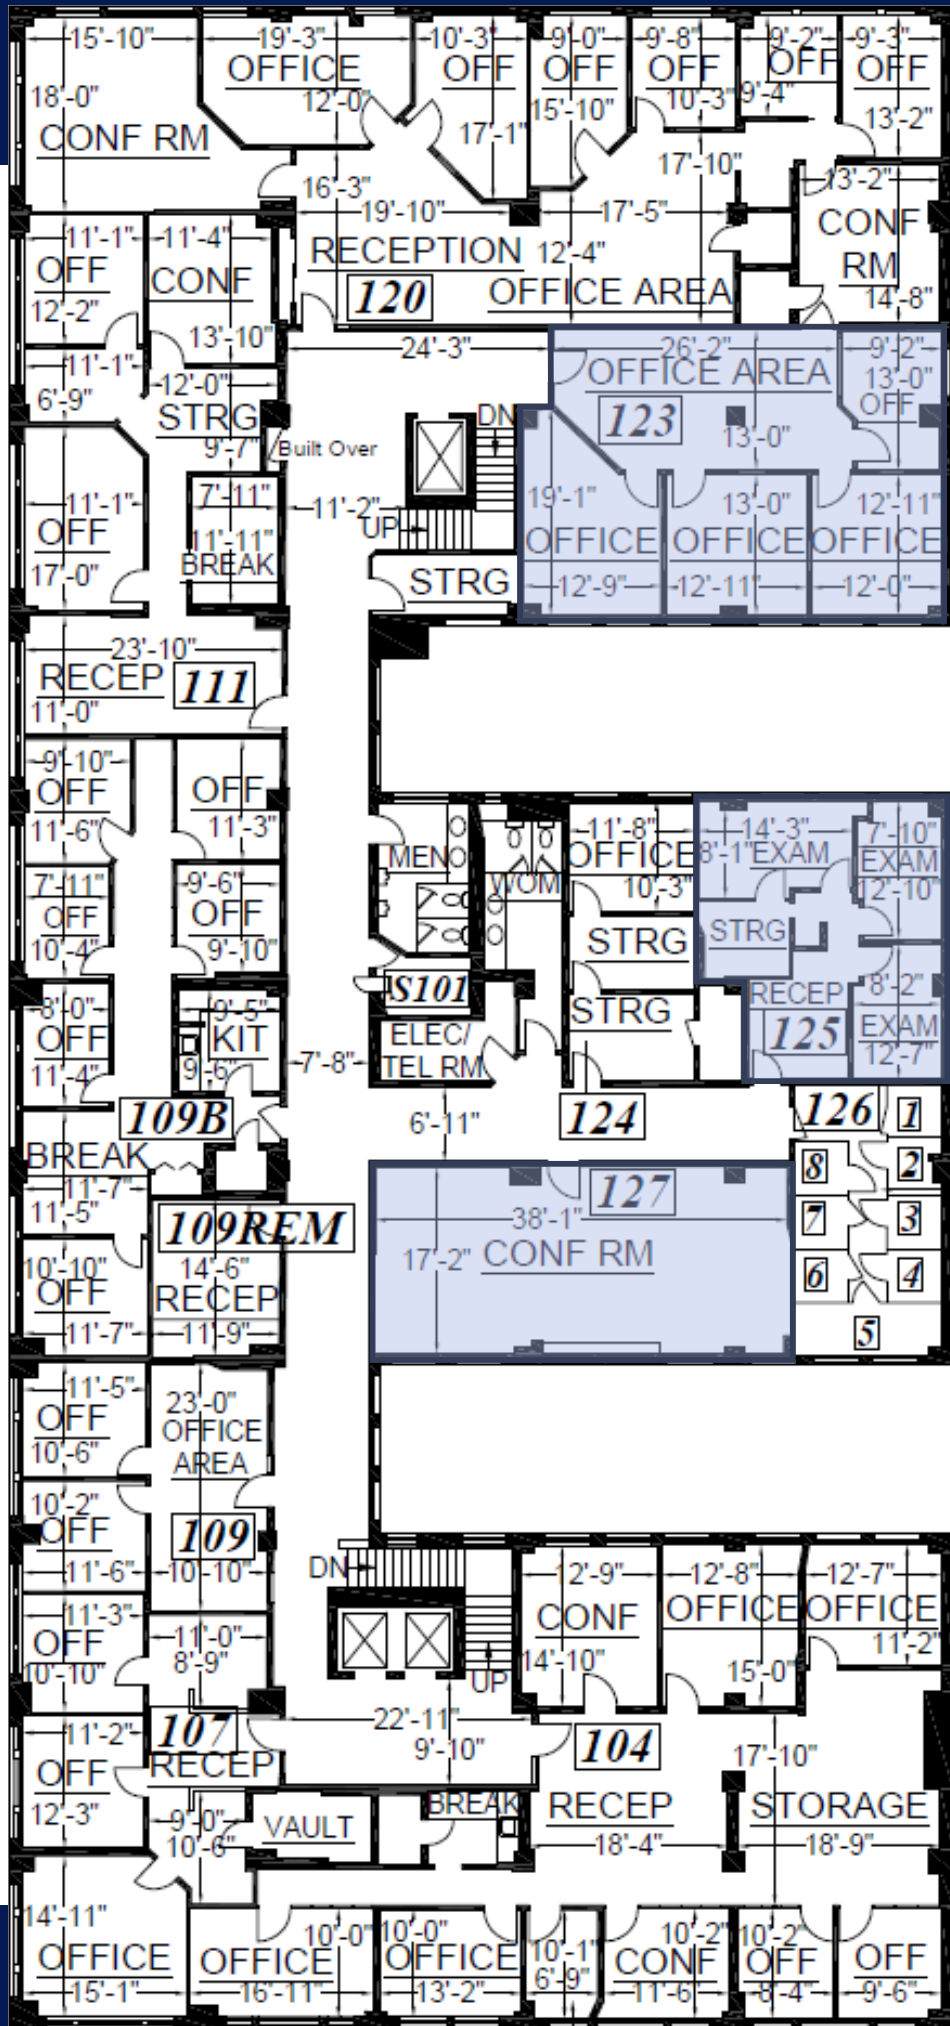 15'-10" 19'-3" 10'-3" 9'-0" 9'-8" 9'-2" 9'-3"
OFFICE OFF OFF OFF OFF OFF
18'-0" 12'-0" 15'-10" 10'-3" 9'-4" 13'-2"
CONF RM 17'-1"
16'-3" 17'-10" 13'-2"
19'-10" 17'-5"
11'-1" 11'-4" RECEPTION 12'-4" CONF
OFF CONF 120 OFFICE AREA RM
12'-2" 13'-10" 14'-8"
24'-3" 26'-2" 9'-2"
11'-1" 12'-0" OFFICE AREA 13'-0"
6'-9" STRG DN 123 OFF
9'-7" Built Over 13'-0"
11'-1" 7'-11" 11'-2" 19'-1" 13'-0" 12'-11"
OFF 11'-11" UP OFFICE OFFICE OFFICE
17'-0" BREAK STRG 12'-9" 12'-11" 12'-0"
23'-10"
RECEP 111
11'-0"
9'-10"
OFF OFF
11'-6" 11'-3" 11'-8" 14'-3" 7'-10"
MEN WOM OFFICE 8'-1" EXAM EXAM
7'-11" 9'-6" 10'-3" 12'-10"
OFF OFF STRG STRG
10'-4" 9'-10"
8'-0" 9'-5" S101 STRG RECEP 8'-2"
OFF KIT ELEC/ 125 EXAM
11'-4" 9'-6" 7'-8" TEL RM 12'-7"
109B 6'-11" 124 126 1
BREAK 8 2
11'-7" 127
11'-5" 109REM 38'-1" 7 3
10'-10" 14'-6" 17'-2" CONF RM 6 4
OFF RECEP
11'-7" 11'-9" 5
11'-5" 23'-0"
OFF OFFICE
10'-6" AREA
10'-2"
OFF 109
11'-6" 10'-10" DN 12'-9" 12'-8" 12'-7"
11'-3" 11'-0" CONF OFFICE OFFICE
OFF 8'-9" 14'-10" 15'-0" 11'-2"
10'-10" UP
11'-2" 107 22'-11" 104 17'-10"
OFF RECEP 9'-10"
12'-3" 9'-0" VAULT BREAK RECEP STORAGE
10'-6" 18'-4" 18'-9"
14'-11" 10'-0" 10'-0" 10'-1" 10'-2" 10'-2"
OFFICE OFFICE OFFICE 6'-9" CONF OFF OFF
15'-1" 16'-11" 13'-2" 11'-6" 8'-4" 9'-6"